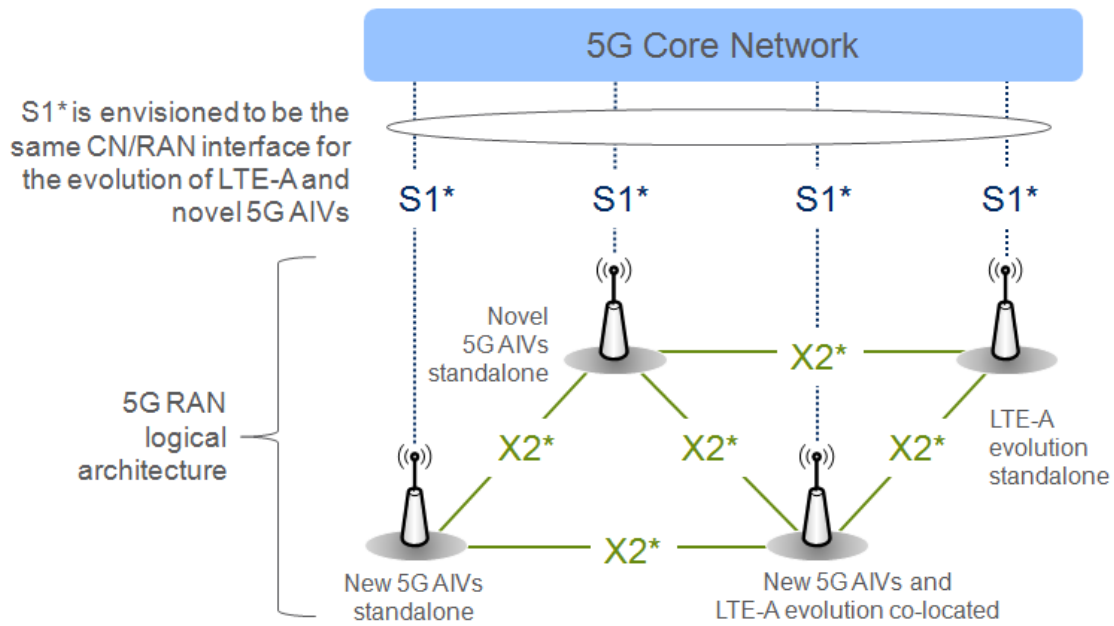 5G Core Network
S1* is envisioned to be the
same CN/RAN interface for
the evolution of LTE-A and
novel 5G AIVs
S1*
S1*
S1*
S1*
Novel
5G AIVs
standalone
X2*
5G RAN
logical
architecture
X2*
X2*
X2*
LTE-A
evolution
standalone
X2*
New 5G AIVs
standalone
New 5G AIVs and
LTE-A evolution co-located